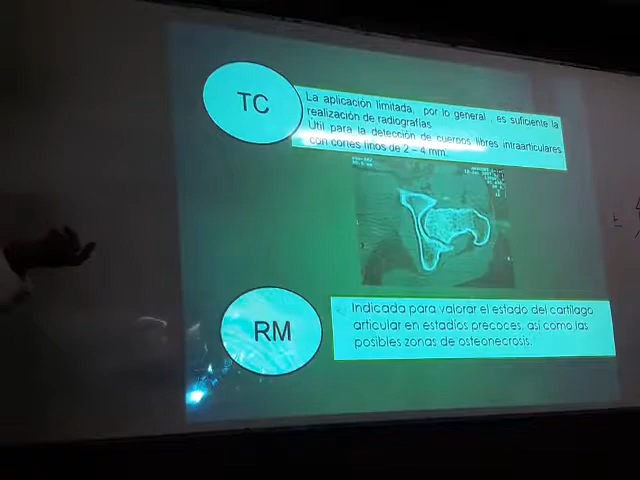 TC
La aplicación limitada, por lo general , es suficiente la
realización de radiografías
Útil para la detección de cuerpos libres intraarticulares
con cortes finos de 2 – 4 mm.
RM
Indicada para valorar el estado del cartílago
articular en estadios precoces, así como las
posibles zonas de osteonecrosis.